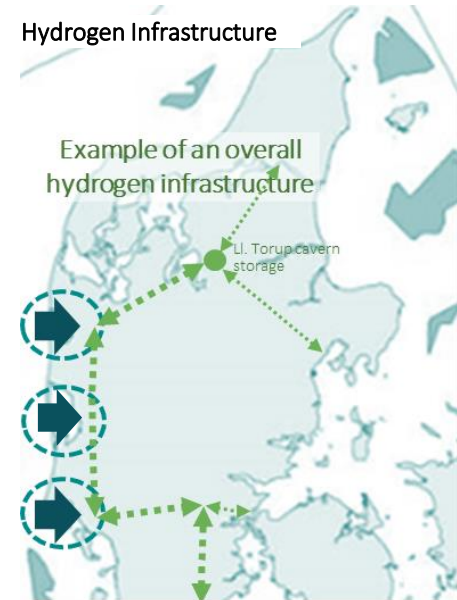 Hydrogen Infrastructure
Example of an overall
hydrogen infrastructure
Ll. Torup cavern
storage